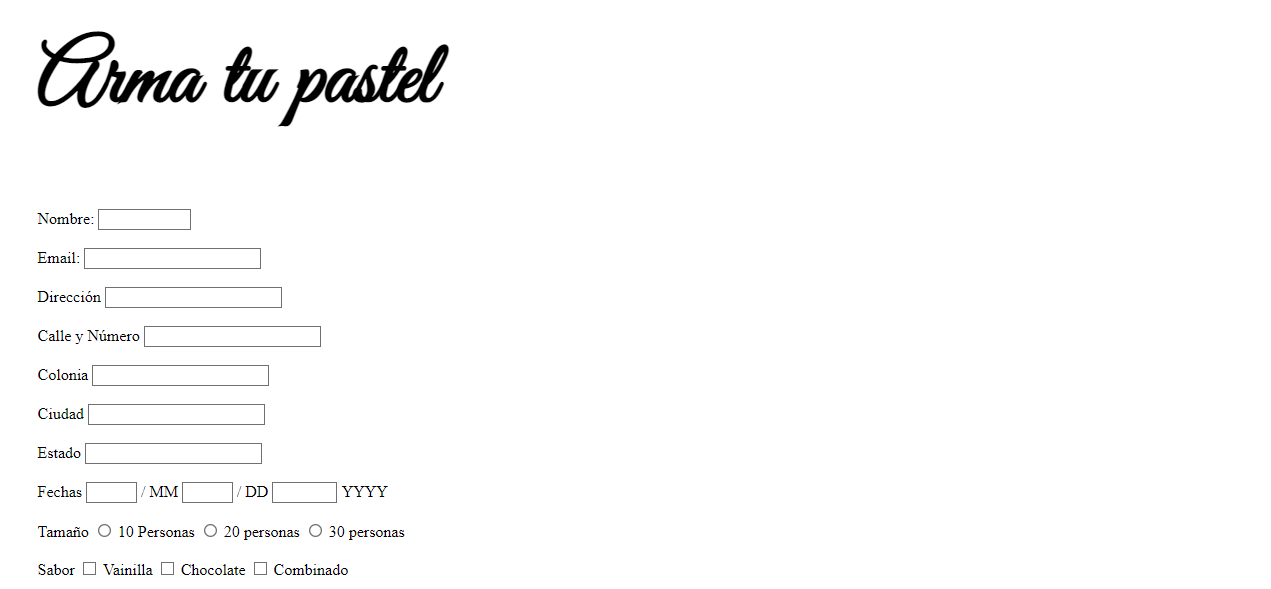 Arma tu pastel
Nombre:
Email:
Dirección
Calle y Número
Colonia
Ciudad
Estado
Fechas / MM / DD YYYY
Tamaño 10 Personas 20 personas 30 personas
Sabor Vainilla Chocolate Combinado